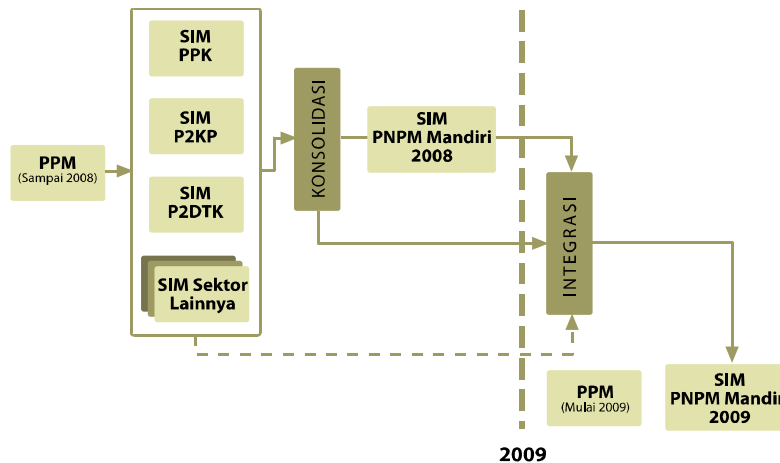 PPM
(Sampai 2008)
SIM
PPK
SIM
P2KP
SIM
P2DTK
SIM Sektor
Lainnya
KONSOLIDASI
SIM
PNPM Mandiri
2008
INTEGRASI
PPM
(Mulai 2009)
SIM
PNPM Mandiri
2009
2009